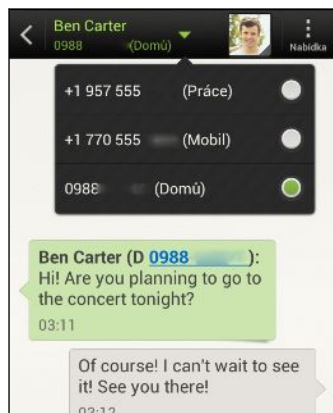 Ben Carter
0988 (Domů)
Nabídka
+1 957 555 (Práce)
+1 770 555 (Mobil)
0988 (Domů)
Ben Carter (D 0988 ):
Hi! Are you planning to go to
the concert tonight?
03:11
Of course! I can't wait to see
it! See you there!
03:12